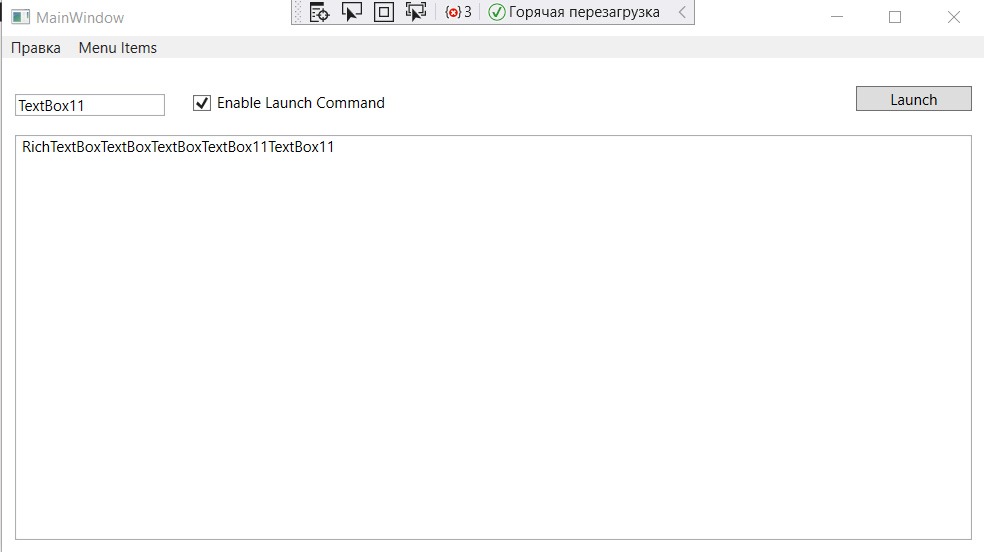 MainWindow
3 Горячая перезагрузка
Правка Menu Items
TextBox11 Enable Launch Command Launch
RichTextBoxTextBoxTextBoxTextBox11TextBox11